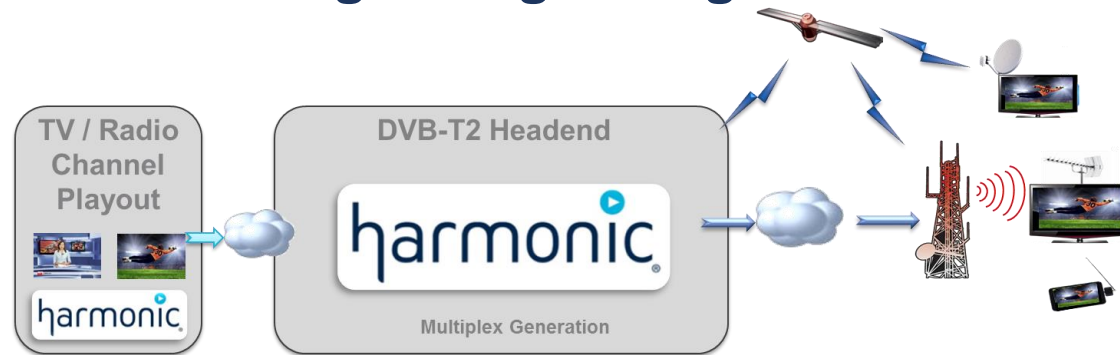 TV / Radio
Channel
Playout
harmonic
DVB-T2 Headend
harmonic®
Multiplex Generation